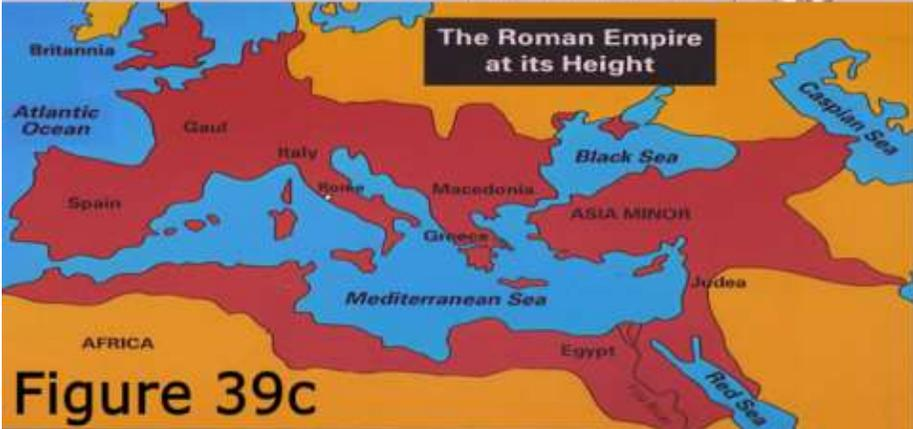 The Roman Empire
at its Height
Britannia
Atlantic
Ocean
Gaul
Italy
Rome
Spain
Macedonia
Greece
Black Sea
Caspian Sea
ASIA MINOR
Judea
Mediterranean Sea
AFRICA
Egypt
Red Sea
Figure 39c